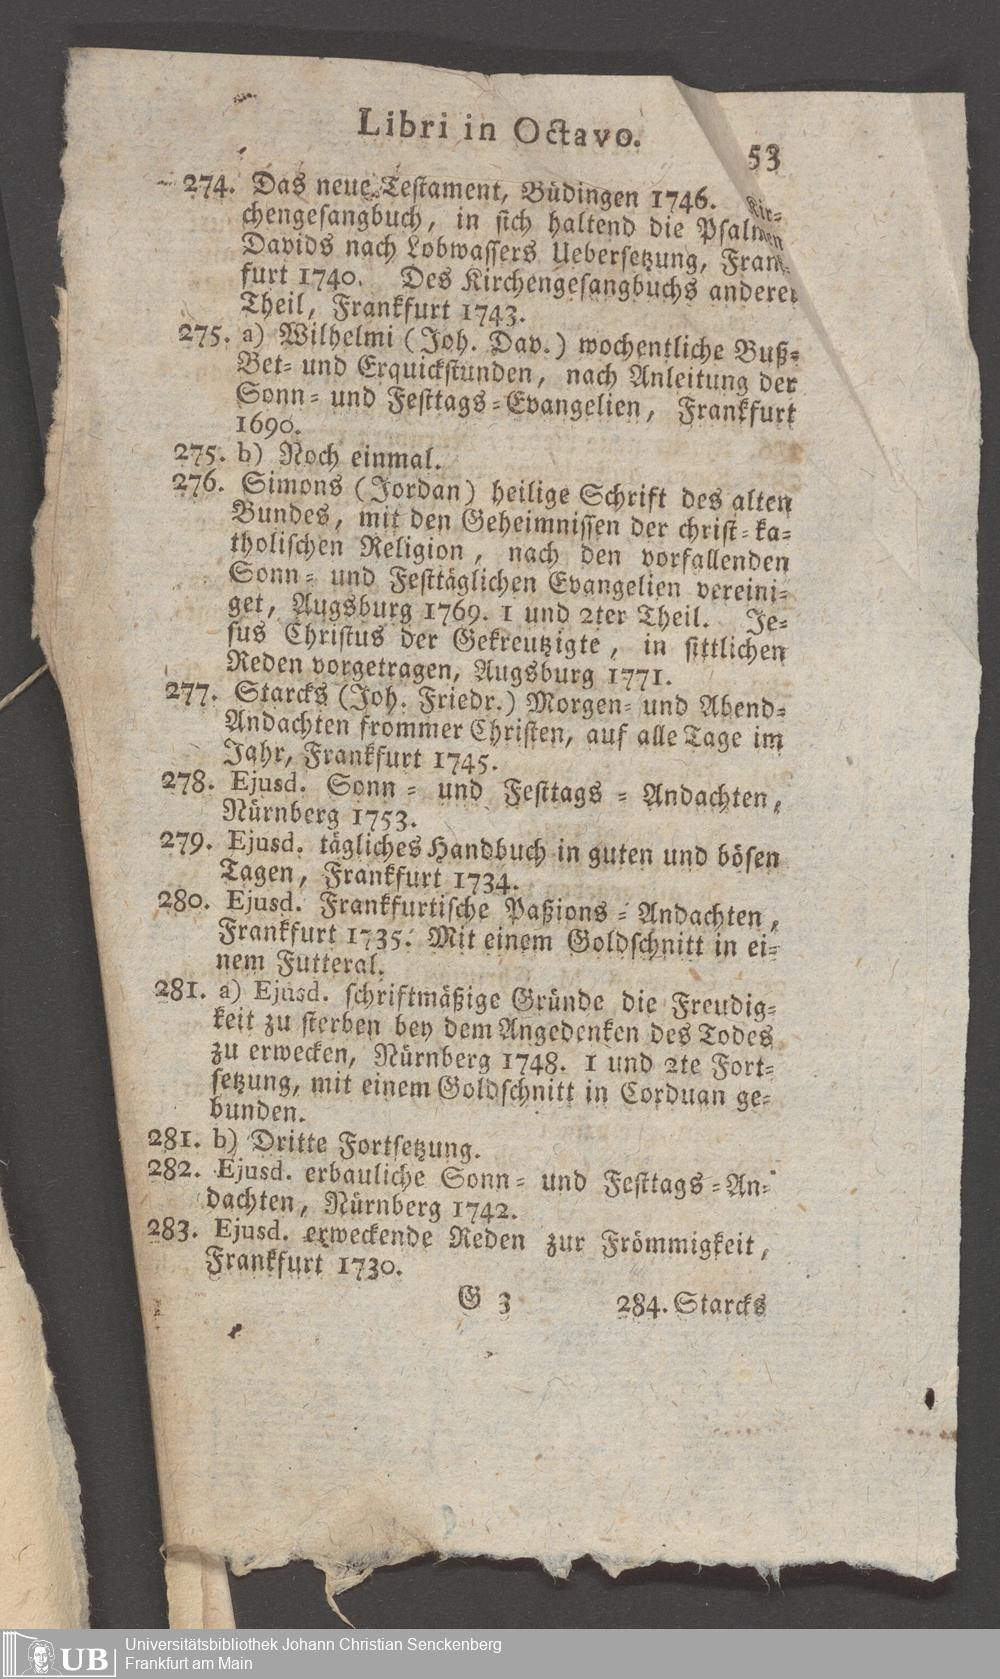 Libri in Octavo.
53
274. Das neue Testament, Büdingen 1746. Kir-
chengesangbuch, in sich haltend die Psalmen
Davids nach Lobwassers Uebersetzung, Frank-
furt 1740. Des Kirchengesangbuchs anderer
Theil, Frankfurt 1743.
275. a) Wilhelmi (Joh. Dav.) wochentliche Buß-
Bet- und Erquickstunden, nach Anleitung der
Sonn- und Festtags-Evangelien, Frankfurt
1690.
275. b) Noch einmal.
276. Simons (Jordan) heilige Schrift des alten
Bundes, mit den Geheimnissen der christ-ka-
tholischen Religion, nach den vorfallenden
Sonn- und Festtäglichen Evangelien vereini-
get, Augsburg 1769. 1 und 2ter Theil. Je-
sus Christus der Gekreutzigte, in sittlichen
Reden vorgetragen, Augsburg 1771.
277. Starcks (Joh. Friedr.) Morgen- und Abend-
Andachten frommer Christen, auf alle Tage im
Jahr, Frankfurt 1745.
278. Ejusd. Sonn- und Festtags-Andachten,
Nürnberg 1753.
279. Ejusd. tägliches Handbuch in guten und bösen
Tagen, Frankfurt 1734.
280. Ejusd. Frankfurtische Paßions-Andachten,
Frankfurt 1735. Mit einem Goldschnitt in ei-
nem Futteral.
281. a) Ejusd. schriftmäßige Gründe die Freudig-
keit zu sterben bey dem Angedenken des Todes
zu erwecken, Nürnberg 1748. 1 und 2te Fort-
setzung, mit einem Goldschnitt in Corduan ge-
bunden.
281. b) Dritte Fortsetzung.
282. Ejusd. erbauliche Sonn- und Festtags-An-
dachten, Nürnberg 1742.
283. Ejusd. erweckende Reden zur Frömmigkeit,
Frankfurt 1730.
G 3
284. Starcks
UB
Universitätsbibliothek Johann Christian Senckenberg
Frankfurt am Main